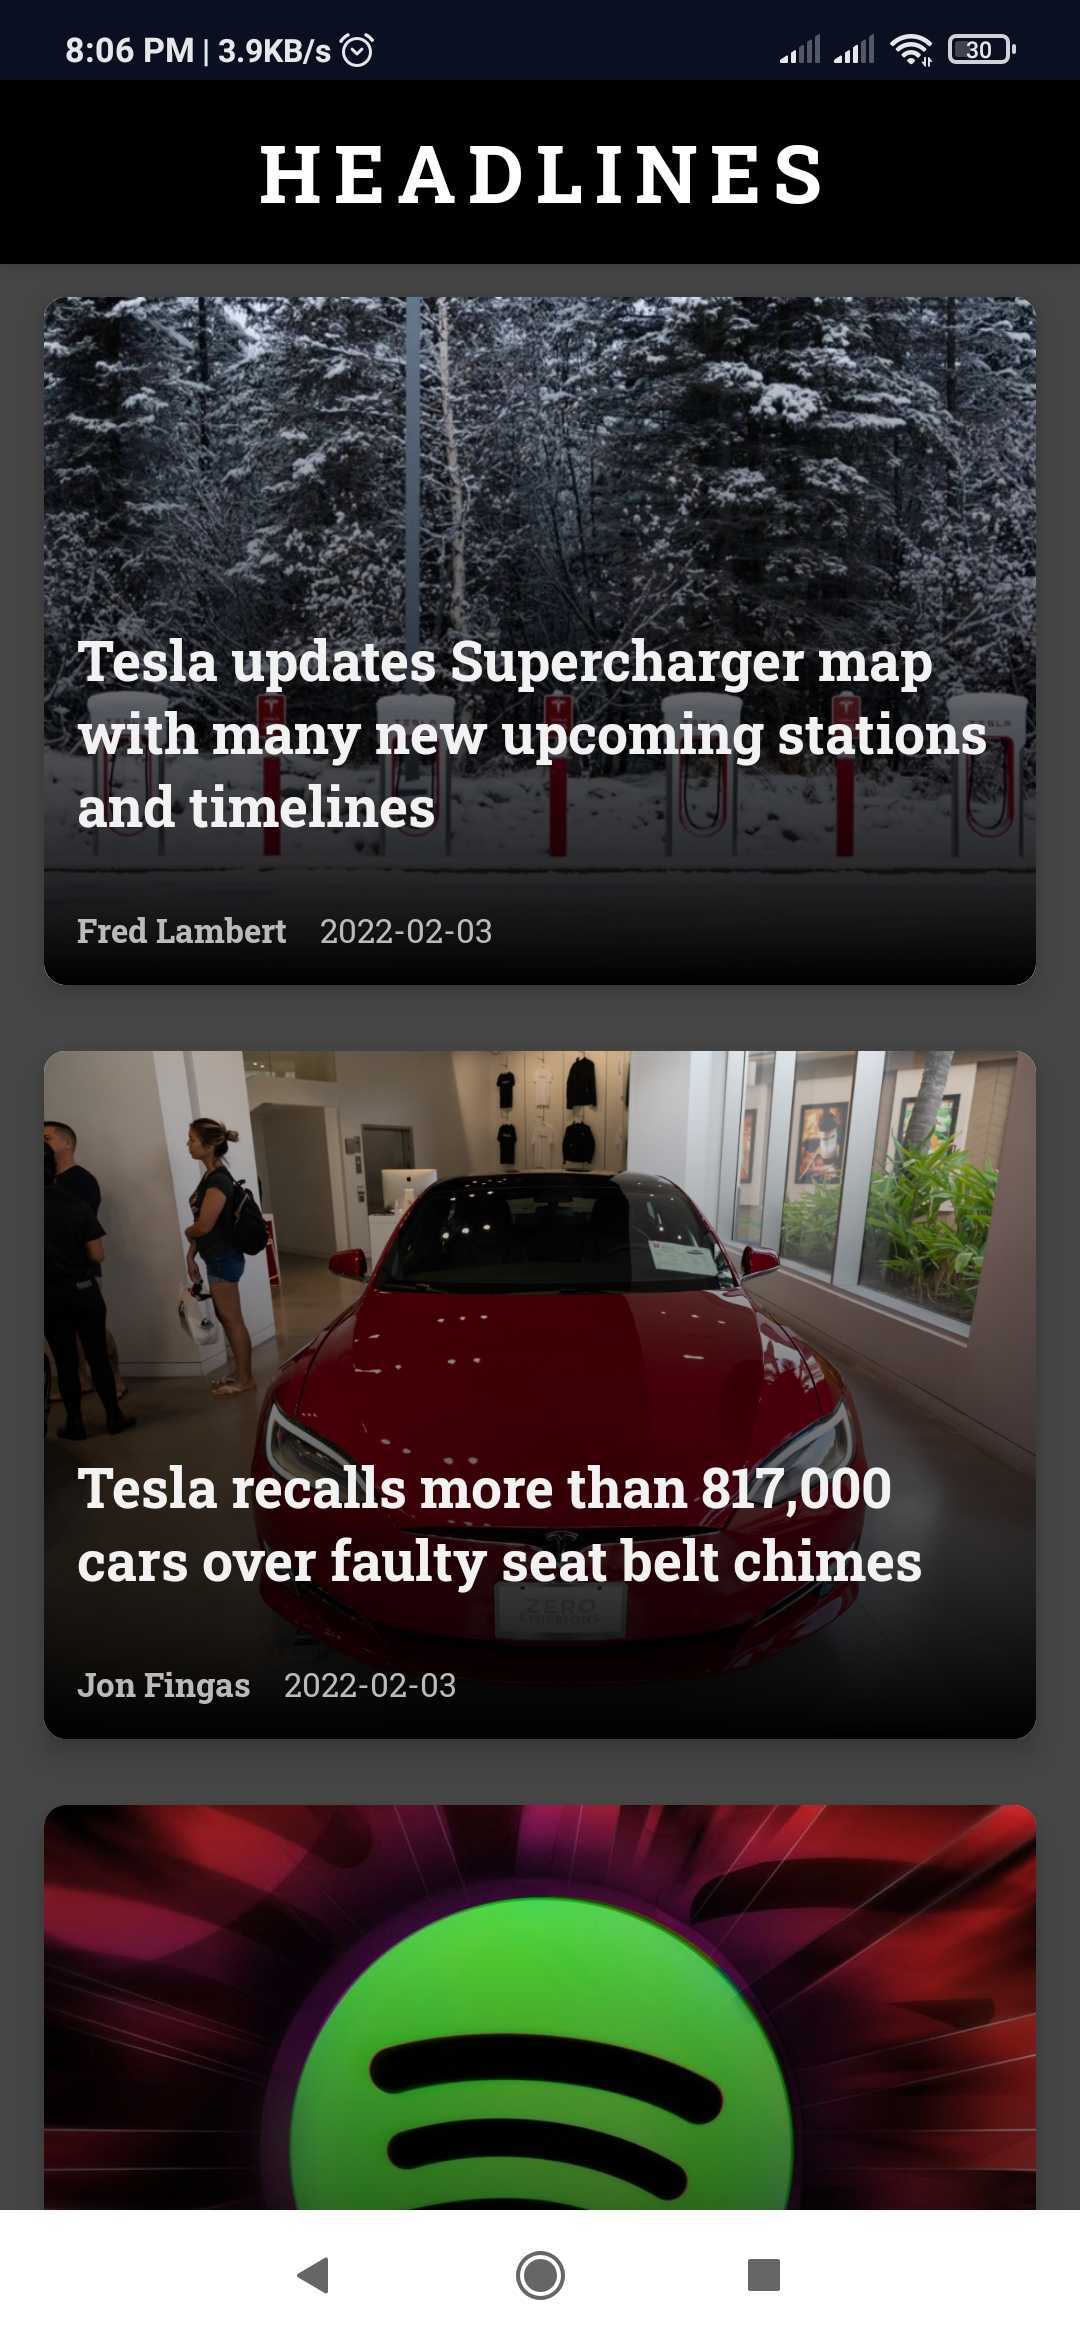 8:06 PM | 3.9KB/s
30
HEADLINES
Tesla updates Supercharger map
with many new upcoming stations
and timelines
Fred Lambert 2022-02-03
Tesla recalls more than 817,000
cars over faulty seat belt chimes
ZERO
EMISSIONS
Jon Fingas 2022-02-03